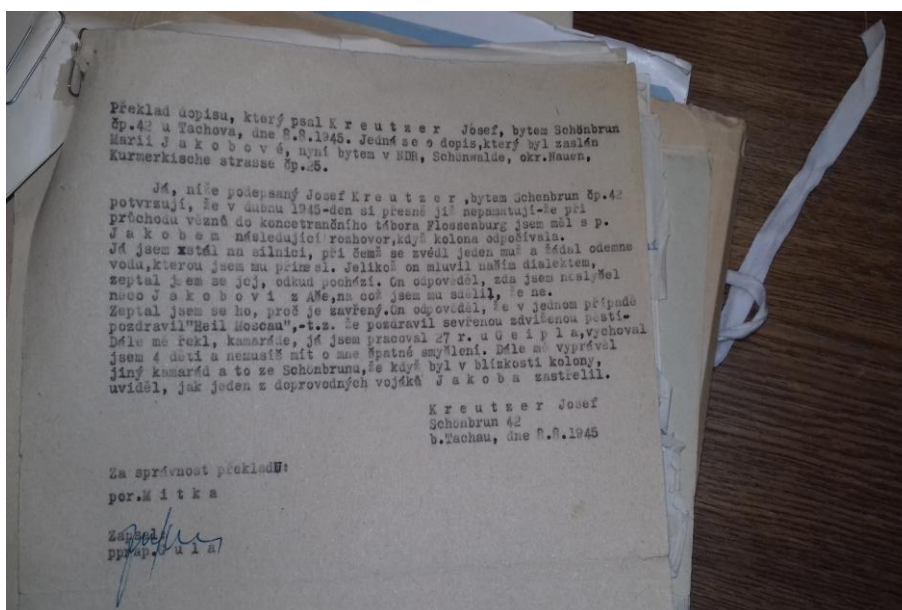 Překlad dopisu, který psal K r e u t z e r  Josef, bytem Schönbrun
čp.42 u Tachova, dne 8.8.1945. Jedná se o dopis,který byl zaslán
Marii J a k o b o v é, nyní bytem v NDR, Schönwalde, okr.Nauen,
Kurmerkische strasse čp.25.
Já, níže podepsaný Josef K r e u t z e r ,bytem Schenbrun čp.42
potvrzuji, že v dubnu 1945-den si přesně již nepamatuji-že při
průchodu vězňů do koncetrančního tábora Flossenburg jsem měl s p.
J a k o b e m  následující rozhovor,když kolona odpočívala.
Já jsem xstál na silnici, při čemž se zvédl jeden muž a žádal odemne
vodu,kterou jsem mu přinesl. Jelikož on mluvil naším dialektem,
zeptal jsem se jej, odkud pochází. On odpověděl, zda jsem neslyšel
něco J a k o b o v i  z Aše,na což jsem mu sdělil, že ne.
Zeptal jsem se ho, proč je zavřený.On odpověděl, že v jednom případě
pozdravil"Heil Moscau",-t.z. že pozdravil sevřenou zdviženou pěstí-
Dále mě řekl, kamaráde, já jsem pracoval 27 r. u G e i p l a,vychoval
jsem 4 děti a nemusíš mít o mne špatné smýšlení. Dále mě vyprávěl
jiný kamarád a to ze Schönbrunu,že když byl v blízkosti kolony,
uviděl, jak jeden z doprovodných vojáků J a k o b a  zastřelil.
K r e u t z e r  Josef
Schönbrun 42
b.Tachau, dne 8.8.1945
Za správnost překladU:
por.M i t k a
Zapsal:
pprap.